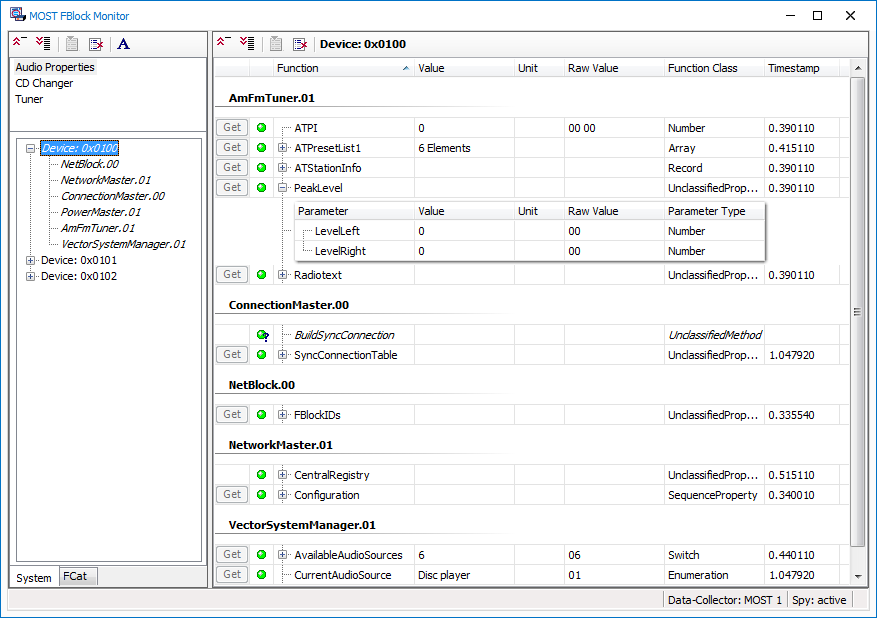 MOST FBlock Monitor
A
Device: 0x0100
Audio Properties
CD Changer
Tuner
Device: 0x0100
NetBlock.00
NetworkMaster.01
ConnectionMaster.00
PowerMaster.01
AmFmTuner.01
VectorSystemManager.01
Device: 0x0101
Device: 0x0102
System FCat
Function Value Unit Raw Value Function Class Timestamp
AmFmTuner.01
Get ATPI 0 00 00 Number 0.390110
Get ATPresetList1 6 Elements Array 0.415110
Get ATStationInfo Record 0.390110
Get PeakLevel UnclassifiedProp... 0.390110
Parameter Value Unit Raw Value Parameter Type
LevelLeft 0 00 Number
LevelRight 0 00 Number
Get Radiotext UnclassifiedProp... 0.390110
ConnectionMaster.00
? BuildSyncConnection UnclassifiedMethod
Get SyncConnectionTable UnclassifiedProp... 1.047920
NetBlock.00
Get FBlockIDs UnclassifiedProp... 0.335540
NetworkMaster.01
CentralRegistry UnclassifiedProp... 0.515110
Get Configuration SequenceProperty 0.340010
VectorSystemManager.01
Get AvailableAudioSources 6 06 Switch 0.440110
Get CurrentAudioSource Disc player 01 Enumeration 1.047920
Data-Collector: MOST 1 Spy: active